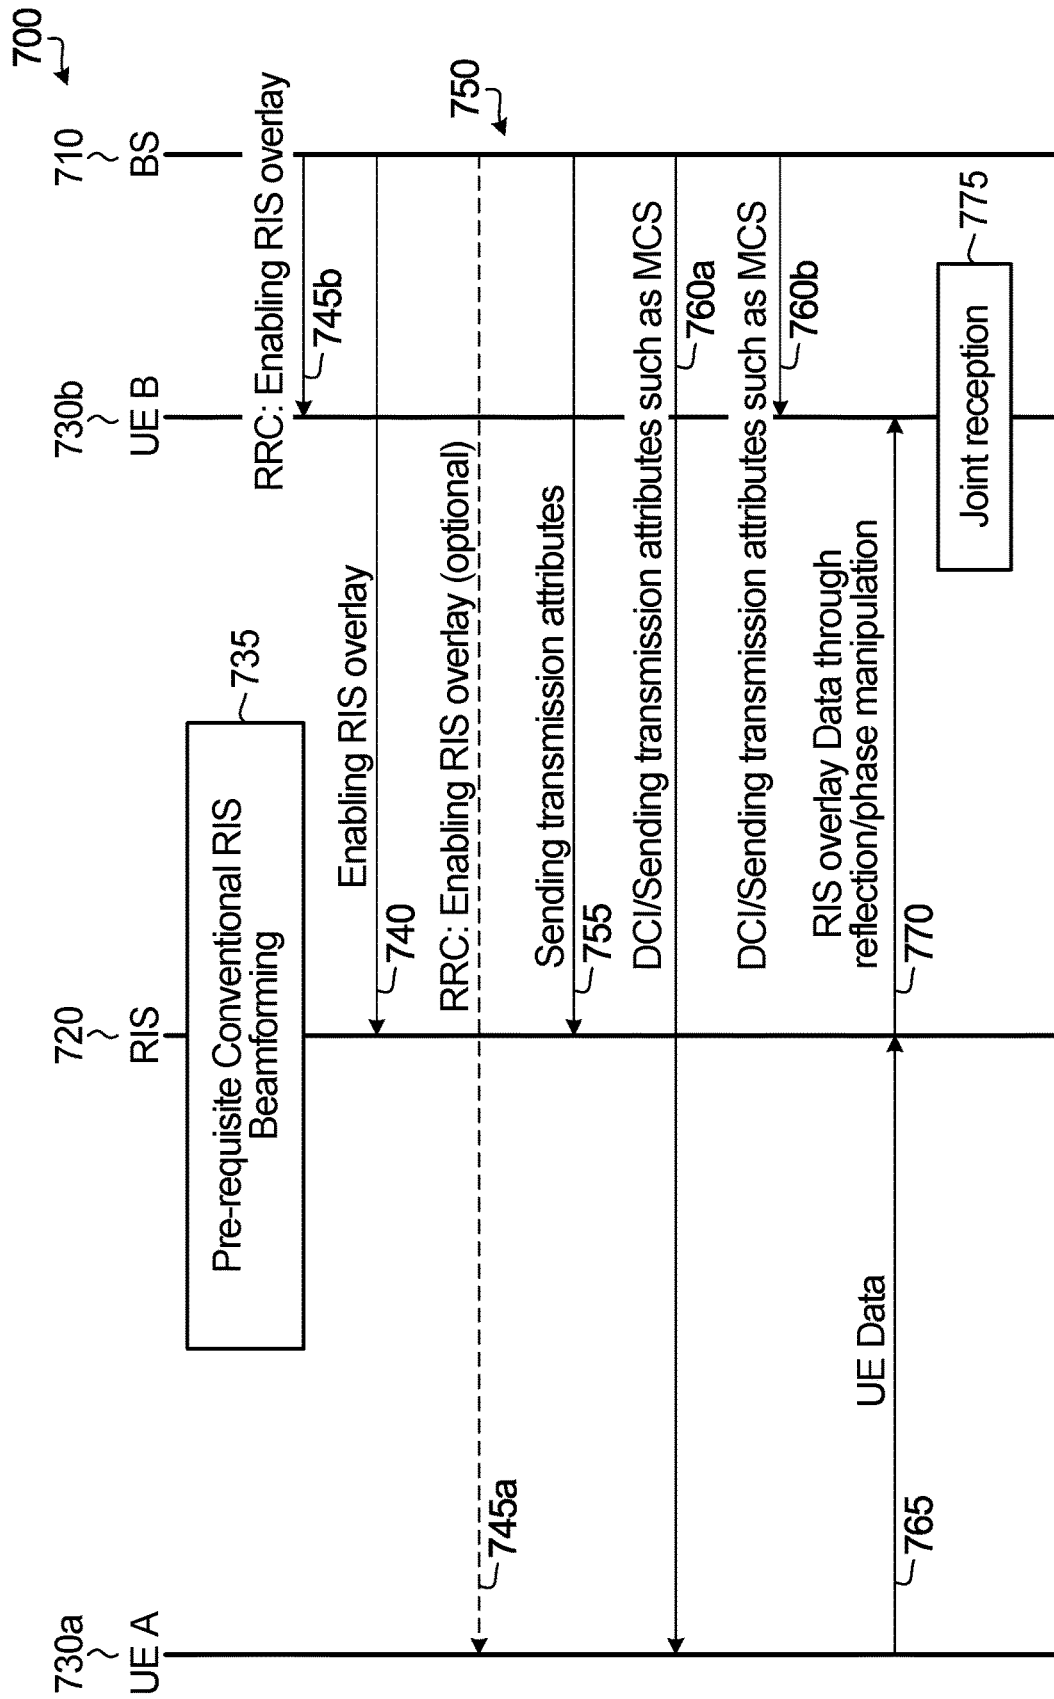 700
730a
720
730b
710
UE A
RIS
UE B
BS
Pre-requisite Conventional RIS
Beamforming
735
RRC: Enabling RIS overlay
745b
Enabling RIS overlay
740
750
RRC: Enabling RIS overlay (optional)
745a
Sending transmission attributes
755
DCI/Sending transmission attributes such as MCS
760a
DCI/Sending transmission attributes such as MCS
760b
UE Data
765
RIS overlay Data through
reflection/phase manipulation
770
Joint reception
775